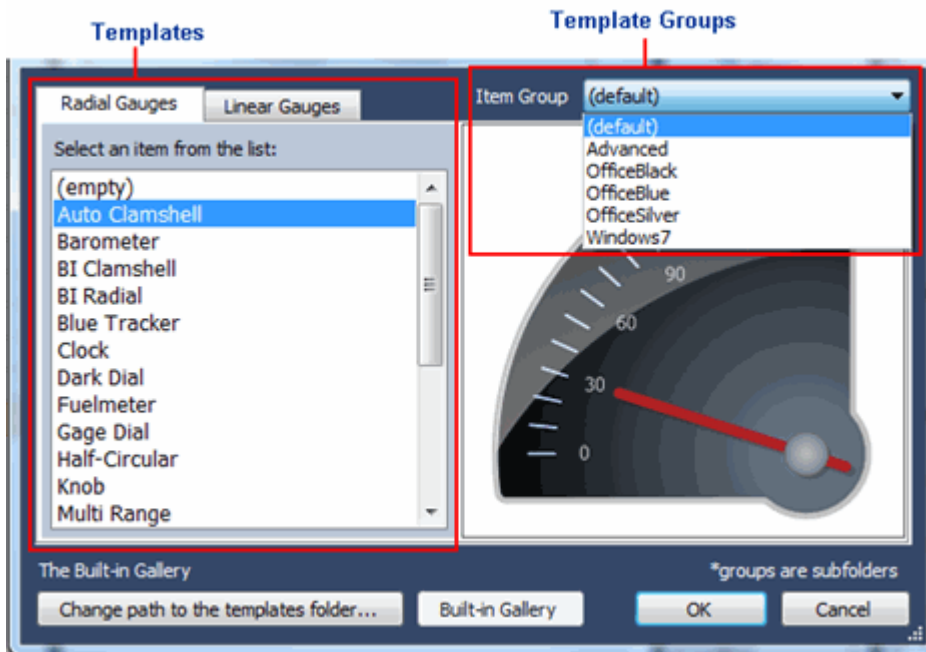 Templates
Template Groups
Radial Gauges
Linear Gauges
Item Group
(default)
(default)
Advanced
OfficeBlack
OfficeBlue
OfficeSilver
Windows7
Select an item from the list:
(empty)
Auto Clamshell
Barometer
BI Clamshell
BI Radial
Blue Tracker
Clock
Dark Dial
Fuelmeter
Gage Dial
Half-Circular
Knob
Multi Range
90
60
30
0
The Built-in Gallery
*groups are subfolders
Change path to the templates folder...
Built-in Gallery
OK
Cancel